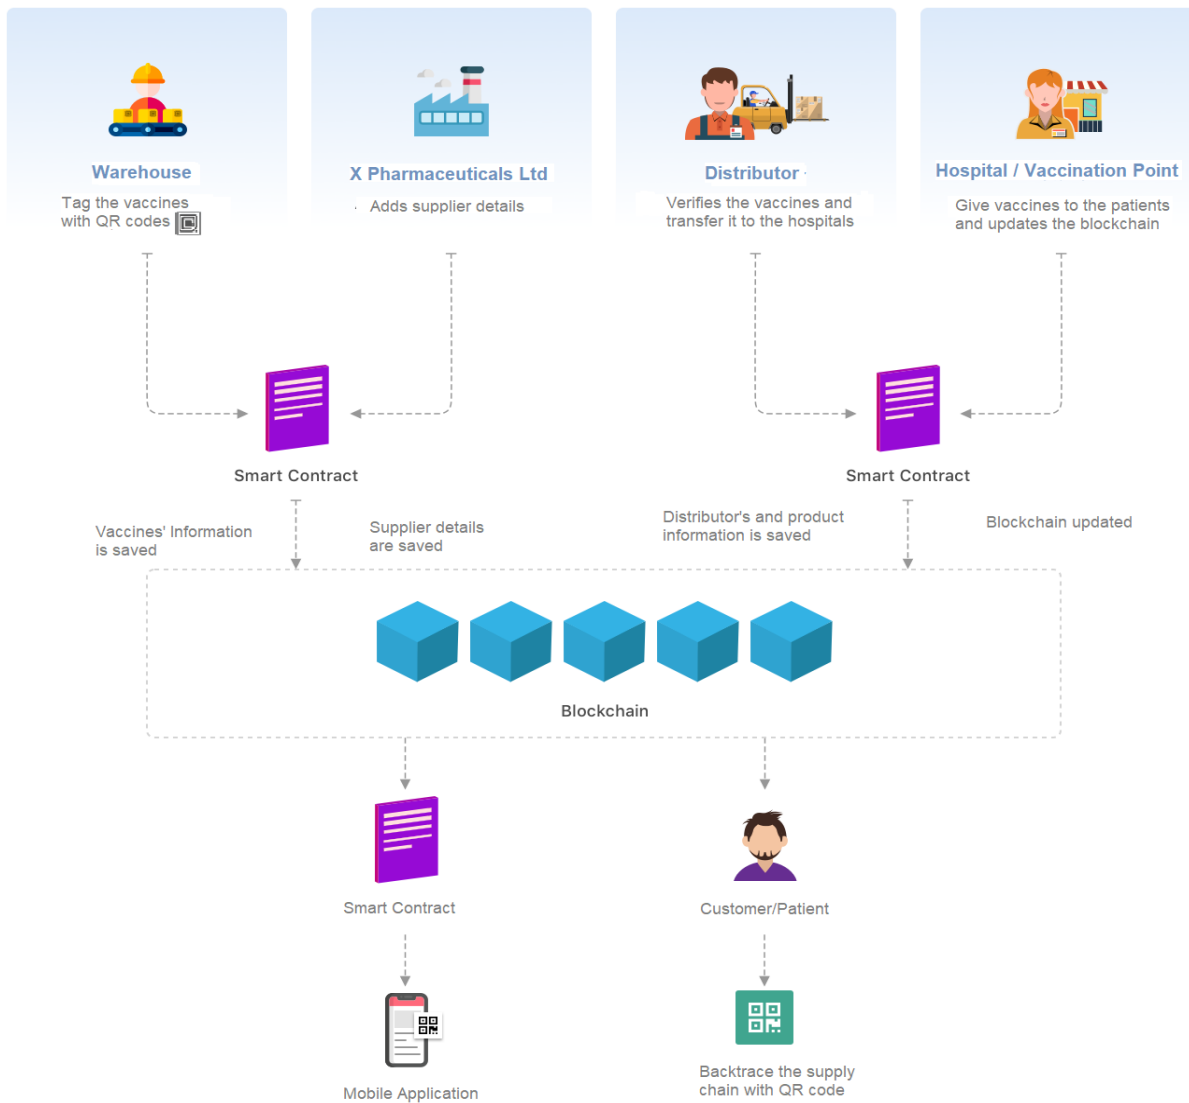 Warehouse
Tag the vaccines
with QR codes
X Pharmaceuticals Ltd
Adds supplier details
Distributor
Verifies the vaccines and
transfer it to the hospitals
Hospital / Vaccination Point
Give vaccines to the patients
and updates the blockchain
Smart Contract
Smart Contract
Vaccines' Information
is saved
Supplier details
are saved
Distributor's and product
information is saved
Blockchain updated
Blockchain
Smart Contract
Customer/Patient
Mobile Application
Backtrace the supply
chain with QR code